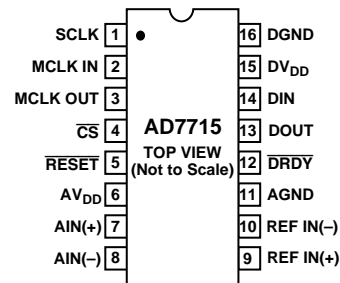 SCLK 1
MCLK IN 2
MCLK OUT 3
CS 4
RESET 5
AVDD 6
AIN(+) 7
AIN(–) 8
AD7715
TOP VIEW
(Not to Scale)
16 DGND
15 DVDD
14 DIN
13 DOUT
12 DRDY
11 AGND
10 REF IN(–)
9 REF IN(+)